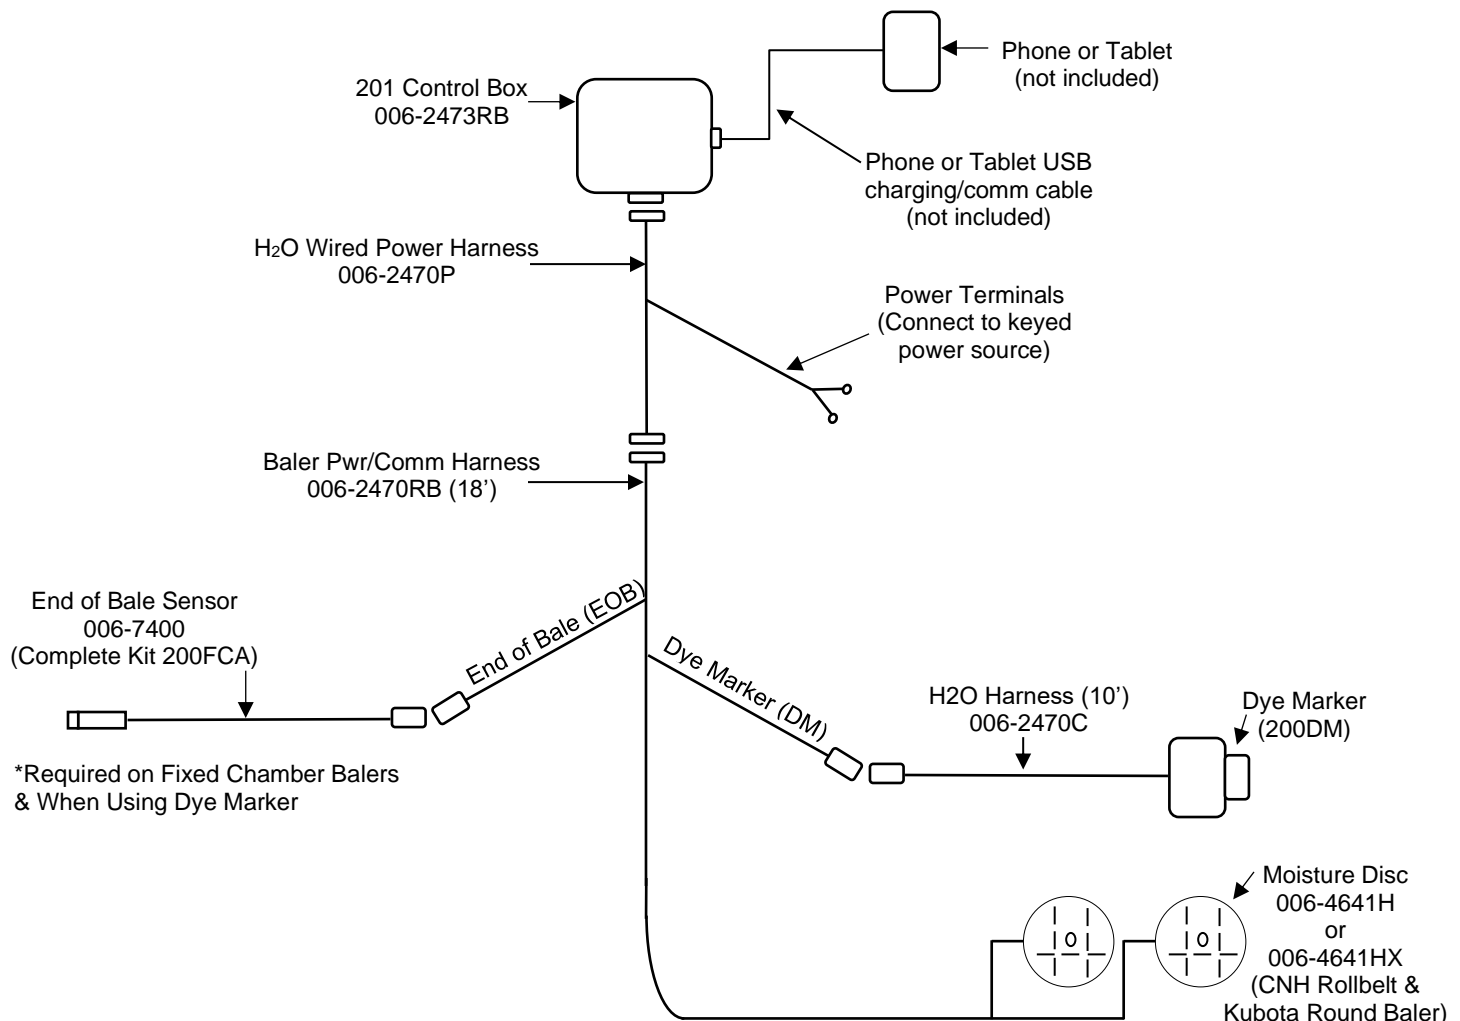 Phone or Tablet
(not included)
201 Control Box
006-2473RB
Phone or Tablet USB
charging/comm cable
(not included)
H2O Wired Power Harness
006-2470P
Power Terminals
(Connect to keyed
power source)
Baler Pwr/Comm Harness
006-2470RB (18’)
End of Bale (EOB)
End of Bale Sensor
006-7400
(Complete Kit 200FCA)
*Required on Fixed Chamber Balers
& When Using Dye Marker
Dye Marker (DM)
H2O Harness (10’)
006-2470C
Dye Marker
(200DM)
Moisture Disc
006-4641H
or
006-4641HX
(CNH Rollbelt &
Kubota Round Baler)